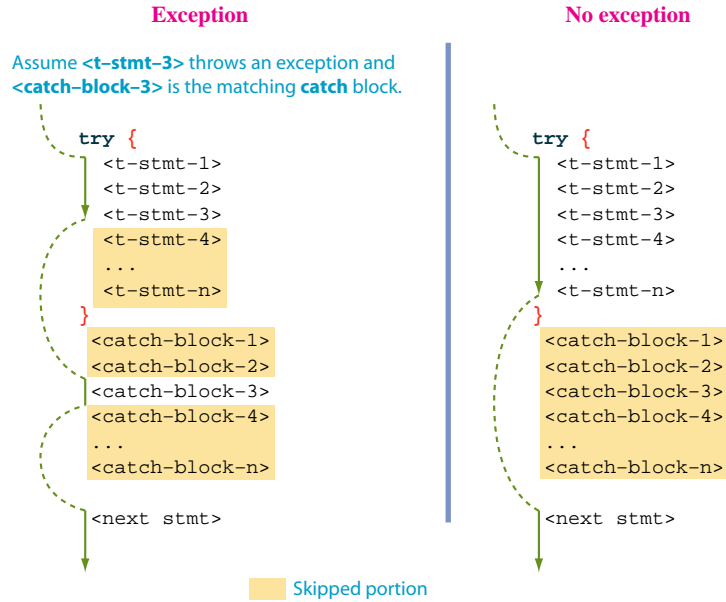 Exception
Assume <t–stmt–3> throws an exception and
<catch–block–3> is the matching catch block.
try {
<t–stmt–1>
<t–stmt–2>
<t–stmt–3>
<t–stmt–4>
...
<t–stmt–n>
}
<catch–block–1>
<catch–block–2>
<catch–block–3>
<catch–block–4>
...
<catch–block–n>
<next stmt>
No exception
try {
<t–stmt–1>
<t–stmt–2>
<t–stmt–3>
<t–stmt–4>
...
<t–stmt–n>
}
<catch–block–1>
<catch–block–2>
<catch–block–3>
<catch–block–4>
...
<catch–block–n>
<next stmt>
Skipped portion